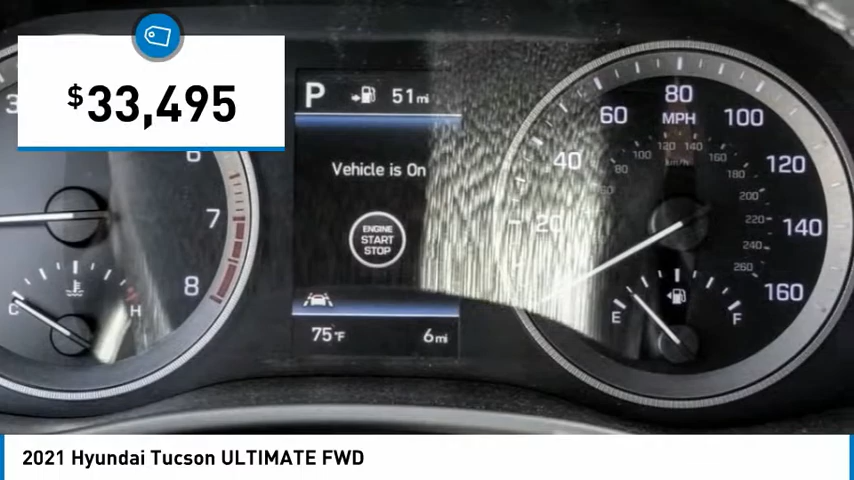 $33,495
3
6
7
8
C
H
P
51mi
Vehicle is On
ENGINE
START
STOP
75°F
6mi
20
40
60
80
MPH
100
120
140
160
80
100
120
140
km/h
160
180
200
220
240
260
E
F
2021 Hyundai Tucson ULTIMATE FWD